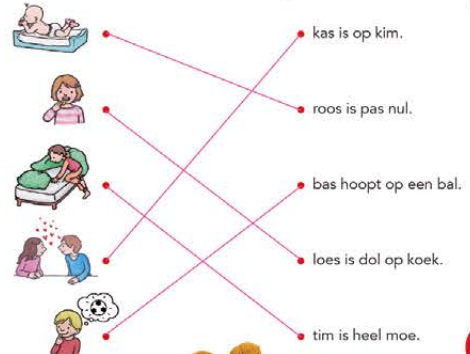 kas is op kim.
roos is pas nul.
bas hoopt op een bal.
loes is dol op koek.
tim is heel moe.